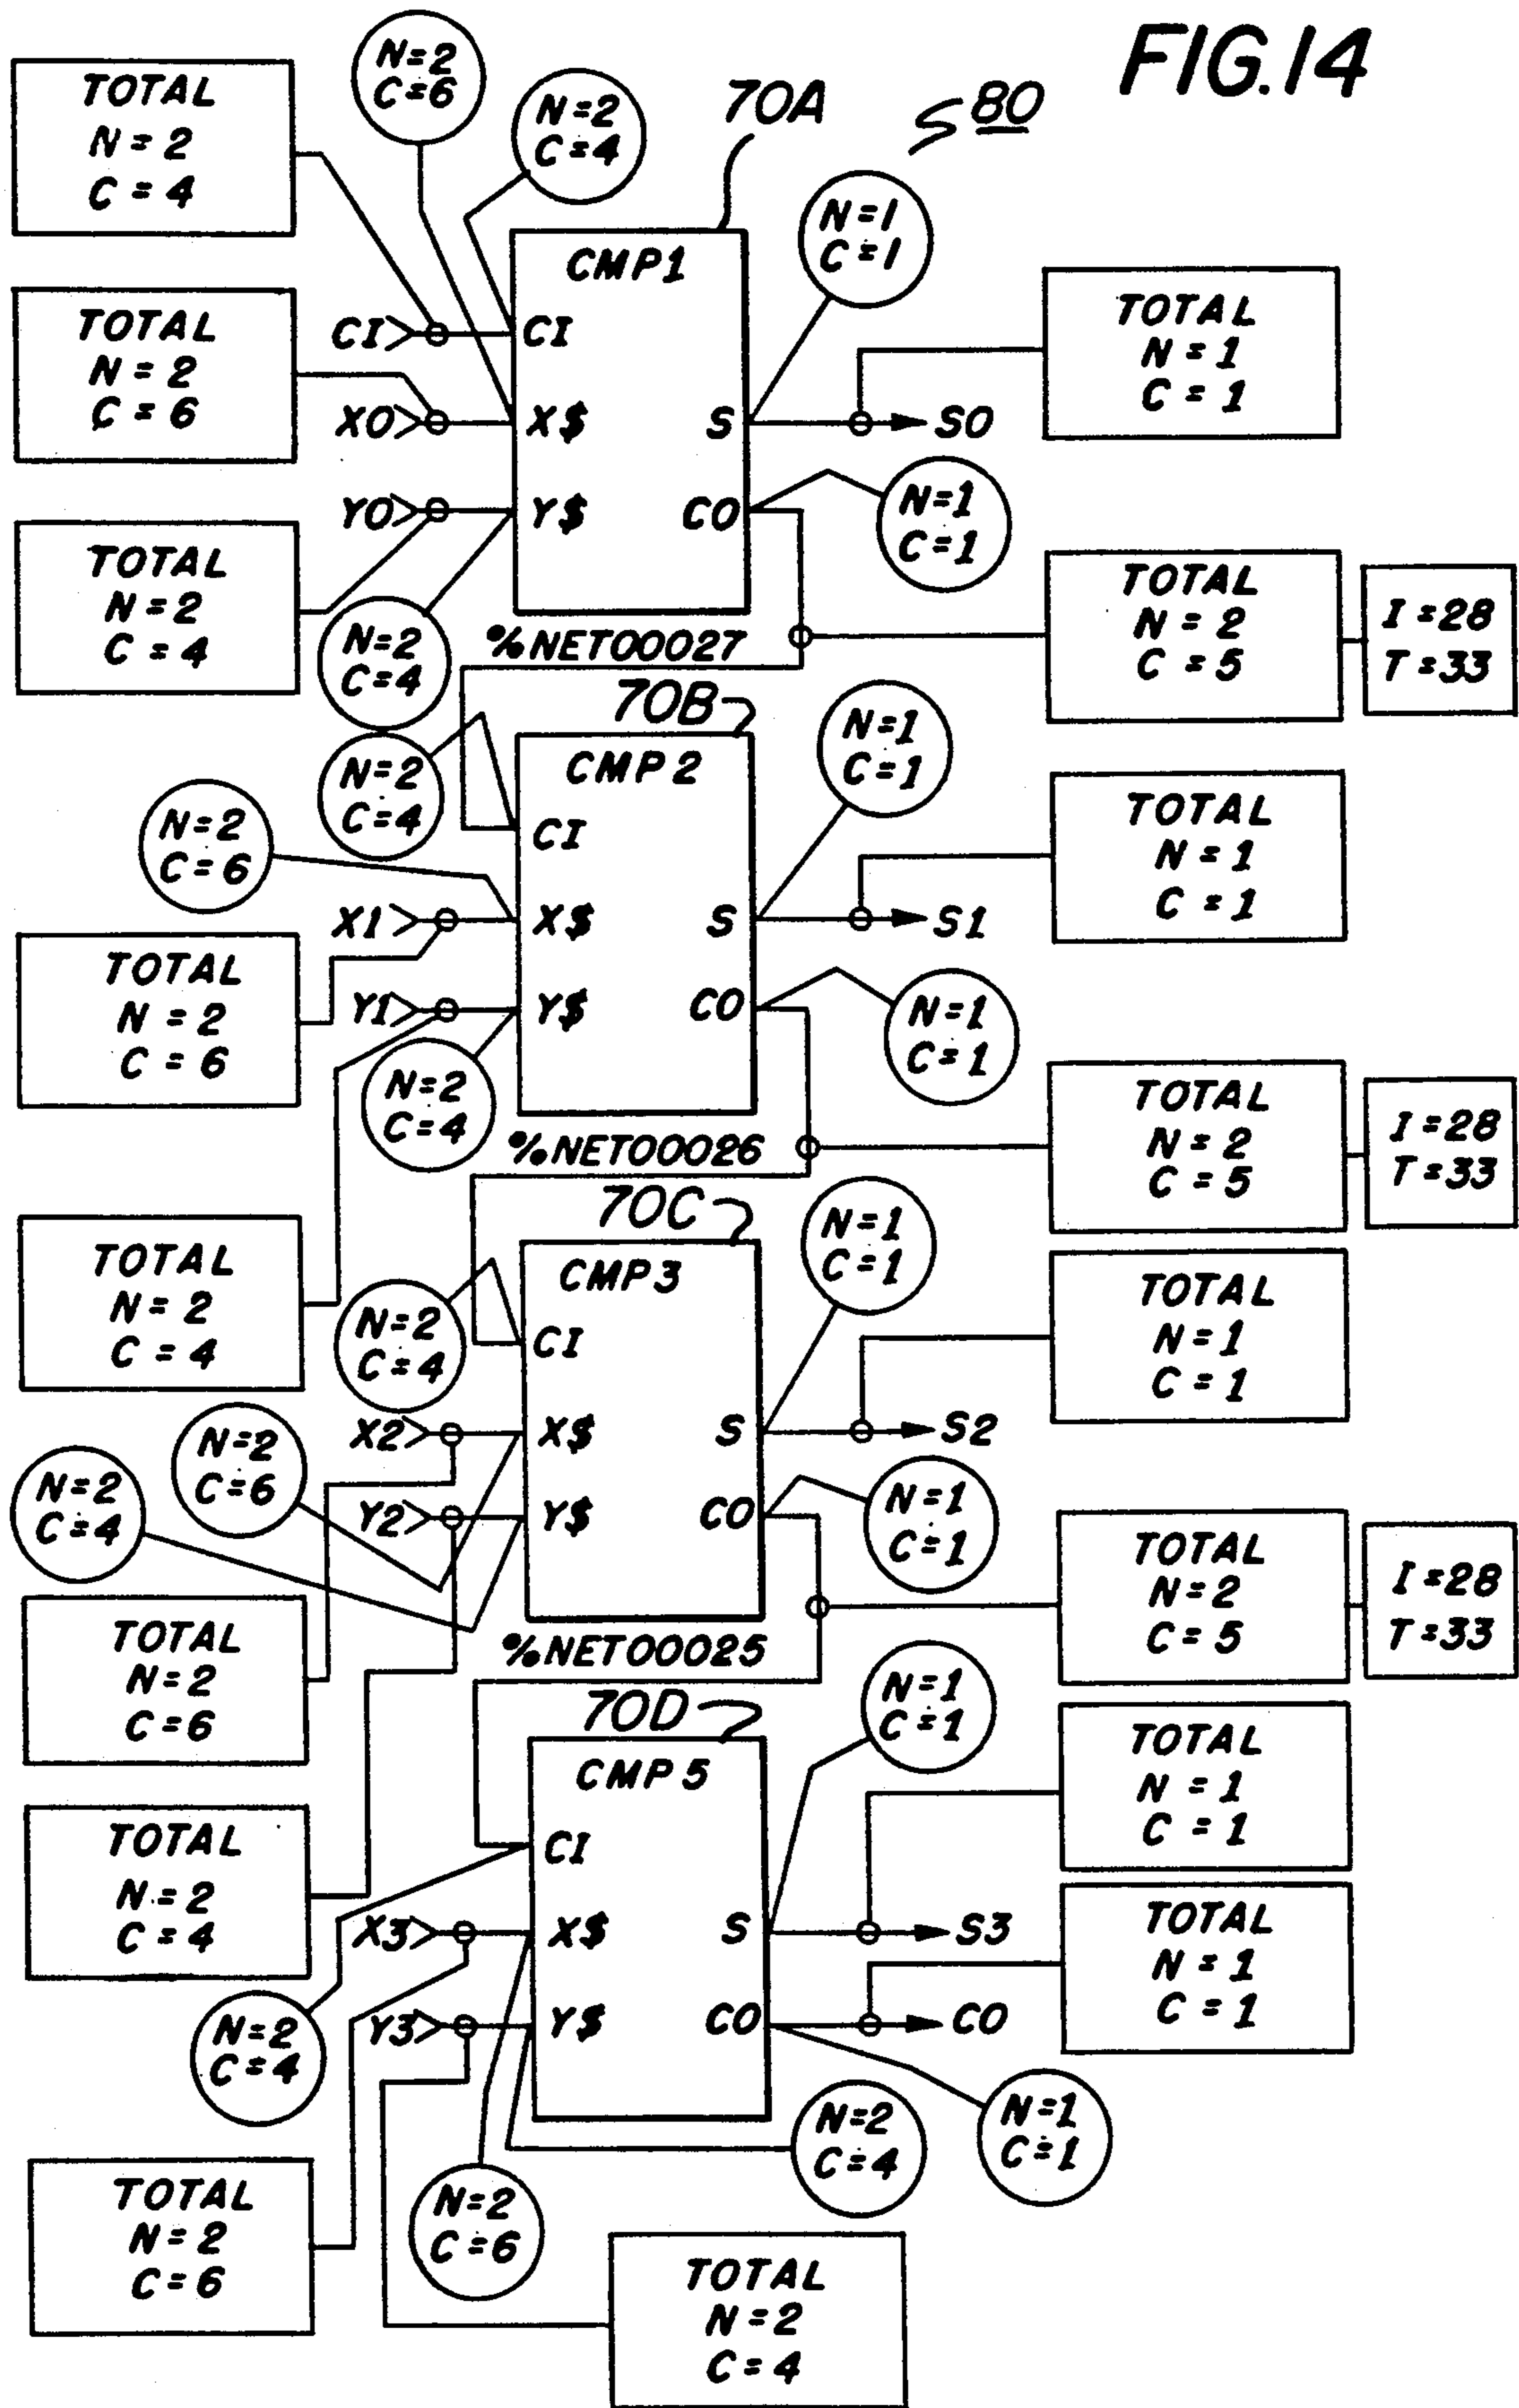 FIG.14
80
70A
N=2
C=6
N=2
C=4
TOTAL
N=2
C=4
N=1
C=1
CMP1
TOTAL
N=2
C=6
CI
CI
TOTAL
N=1
C=1
X0
X$
S
S0
Y0
Y$
CO
N=1
C=1
TOTAL
N=2
C=4
N=2
C=4
%NET00027
TOTAL
N=2
C=5
I=28
T=33
70B
N=2
C=4
CMP2
N=1
C=1
CI
N=2
C=6
TOTAL
N=1
C=1
X1
X$
S
S1
TOTAL
N=2
C=6
Y1
Y$
CO
N=1
C=1
N=2
C=4
%NET00026
TOTAL
N=2
C=5
I=28
T=33
70C
N=1
C=1
TOTAL
N=2
C=4
CMP3
N=2
C=4
CI
TOTAL
N=1
C=1
X2
X$
S
S2
N=2
C=6
N=2
C=4
Y2
Y$
CO
N=1
C=1
TOTAL
N=2
C=5
I=28
T=33
TOTAL
N=2
C=6
%NET00025
70D
N=1
C=1
CMP5
TOTAL
N=1
C=1
TOTAL
N=2
C=4
CI
X3
X$
S
S3
TOTAL
N=1
C=1
Y3
Y$
CO
CO
N=2
C=4
N=2
C=4
N=1
C=1
TOTAL
N=2
C=6
N=2
C=6
TOTAL
N=2
C=4